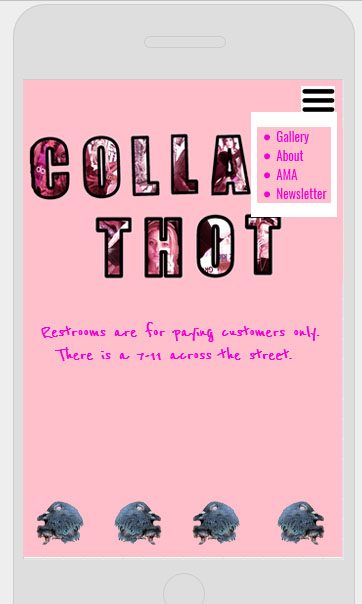 COLLA
THOT
Gallery
About
AMA
Newsletter
Restrooms are for paying customers only.
There is a 7-11 across the street.